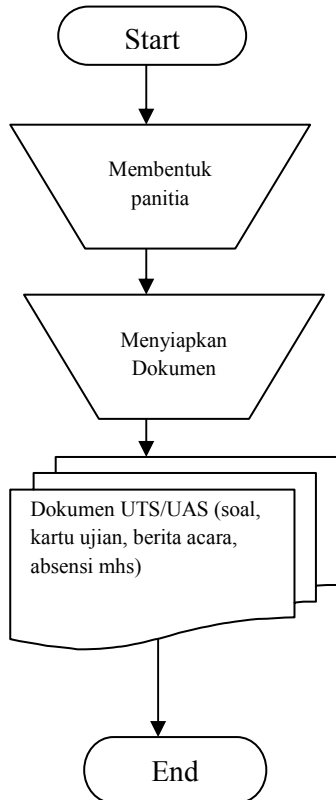 Start
Membentuk
panitia
Menyiapkan
Dokumen
Dokumen UTS/UAS (soal,
kartu ujian, berita acara,
absensi mhs)
End